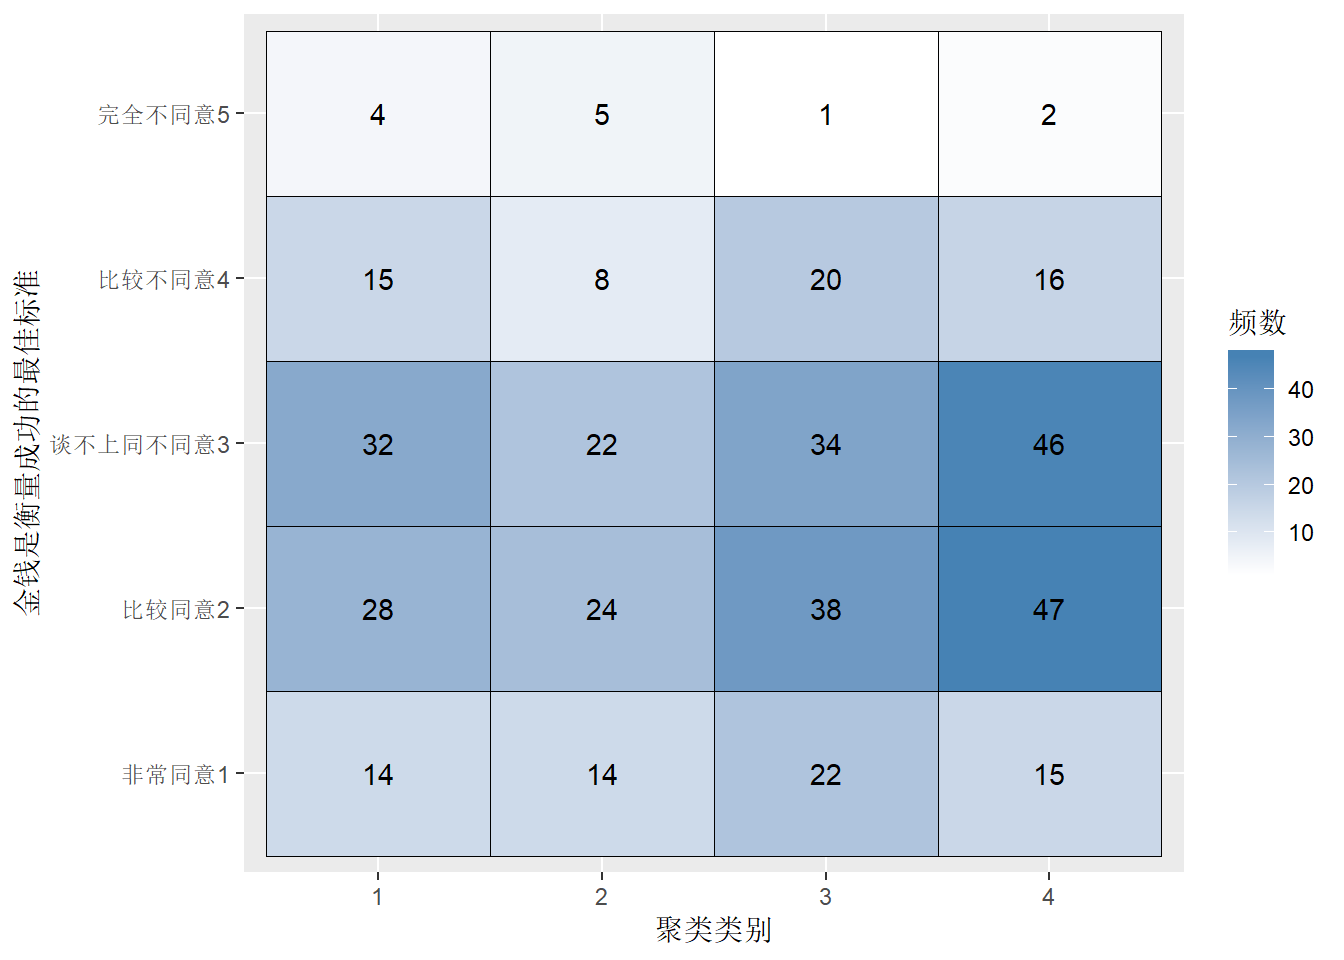 金钱是衡量成功的最佳标准
完全不同意5
4 5 1 2
比较不同意4
15 8 20 16
谈不上同不同意3
32 22 34 46
比较同意2
28 24 38 47
非常同意1
14 14 22 15
1 2 3 4
聚类类别
频数
40
30
20
10